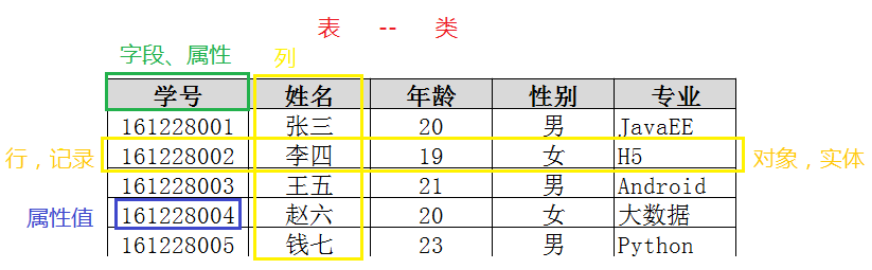 表 -- 类
字段、属性 列
学号 姓名 年龄 性别 专业
161228001 张三 20 男 JavaEE
行，记录 161228002 李四 19 女 H5 对象，实体
161228003 王五 21 男 Android
属性值 161228004 赵六 20 女 大数据
161228005 钱七 23 男 Python